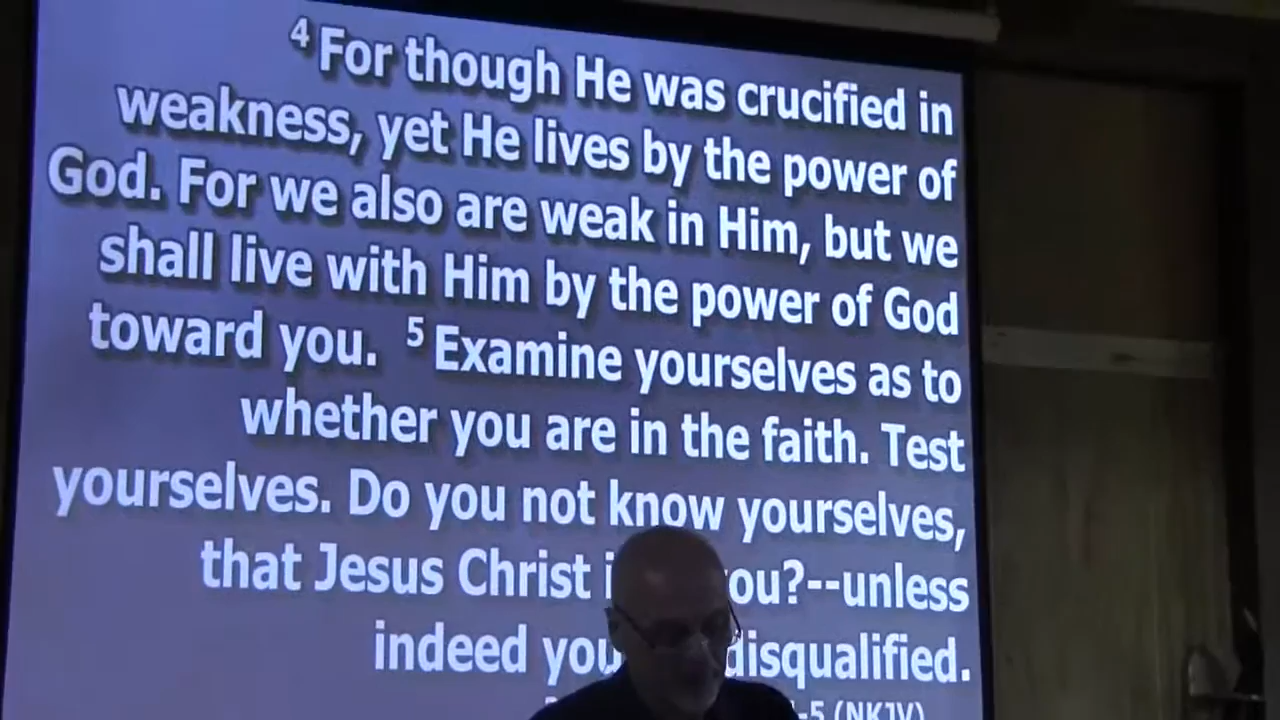 4 For though He was crucified in
weakness, yet He lives by the power of
God. For we also are weak in Him, but we
shall live with Him by the power of God
toward you. 5 Examine yourselves as to
whether you are in the faith. Test
yourselves. Do you not know yourselves,
that Jesus Christ you?--unless
indeed you disqualified.
-5 (NKJV)